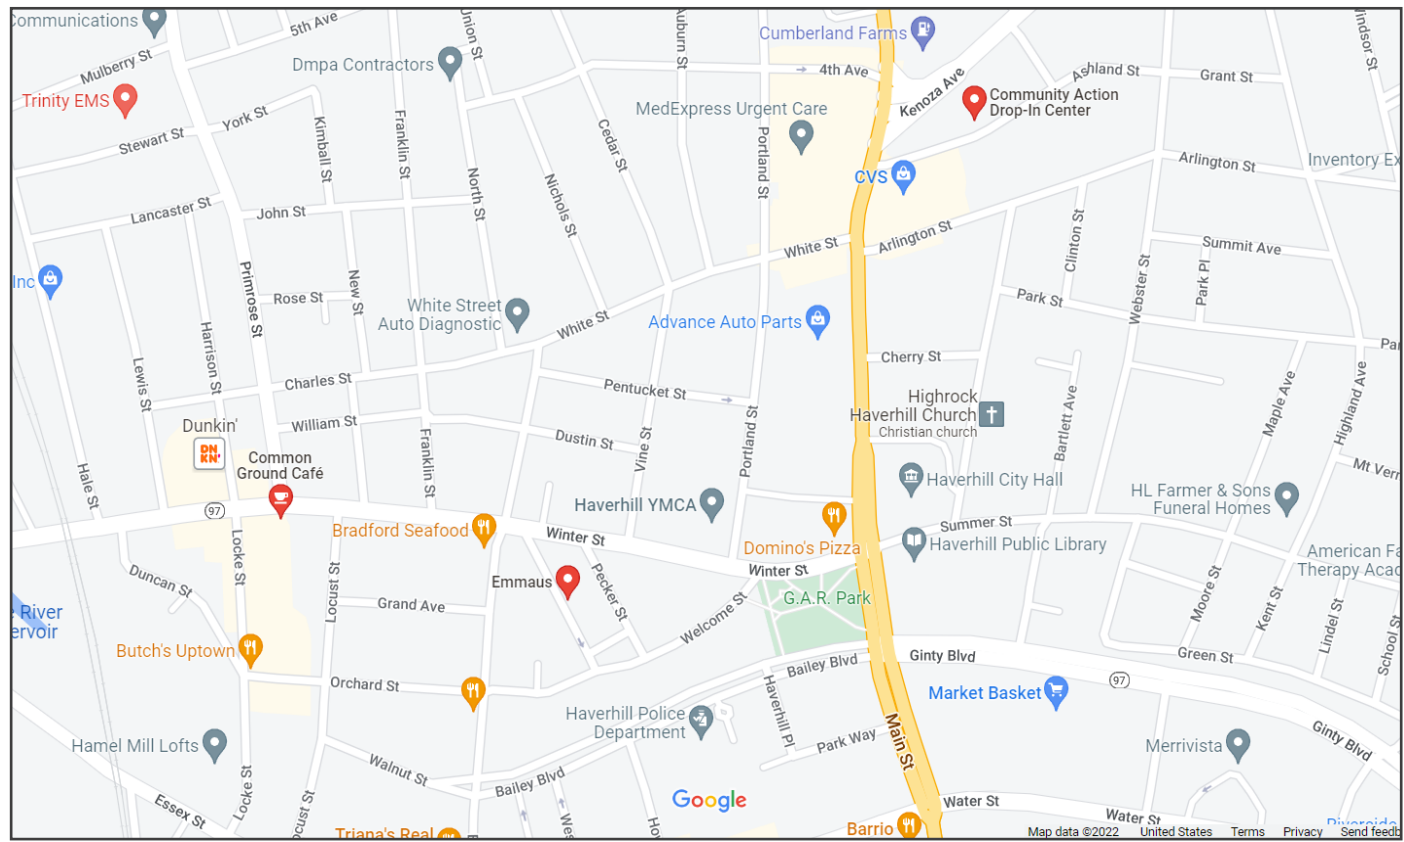 ommunications
5th Ave
Union St
Auburn St
Cumberland Farms
Windsor St
Mulberry St
Dmpa Contractors
4th Ave
Kenoza Ave
Ashland St
Grant St
Trinity EMS
Community Action
Drop-In Center
MedExpress Urgent Care
Stewart St
York St
Kimball St
Franklin St
Cedar St
Portland St
Arlington St
Inventory Ex
CVS
North St
Nichols St
Lancaster St
John St
White St
Arlington St
Clinton St
Summit Ave
Inc
Primrose St
New St
Rose St
White Street
Auto Diagnostic
White St
Advance Auto Parts
Park St
Webster St
Park Pl
Par
Harrison St
Lewis St
Charles St
Cherry St
Pentucket St
Highrock
Haverhill Church
Christian church
Bartlett Ave
Maple Ave
Highland Ave
William St
Dunkin'
DN
KN'
Franklin St
Dustin St
Vine St
Portland St
Common
Ground Café
Hale St
Mt Vern
Haverhill City Hall
HL Farmer & Sons
Funeral Homes
97
Haverhill YMCA
Bradford Seafood
Winter St
Summer St
Domino's Pizza
Haverhill Public Library
American Fa
Therapy Acad
Locke St
Duncan St
Locust St
Emmaus
Pecker St
Winter St
G.A.R. Park
Grand Ave
Welcome St
Moore St
Kent St
Lindel St
School St
e River
ervoir
Butch's Uptown
Orchard St
Bailey Blvd
Ginty Blvd
Green St
97
Haverhill Pl
Market Basket
Haverhill Police
Department
Main St
Park Way
Ginty Blvd
Hamel Mill Lofts
Merrivista
Walnut St
Bailey Blvd
Locke St
Essex St
ocust St
Google
Water St
Water St
Triana's Real
E
Wes
Ho
Barrio
Riverside
Map data ©2022 United States Terms Privacy Send feedb